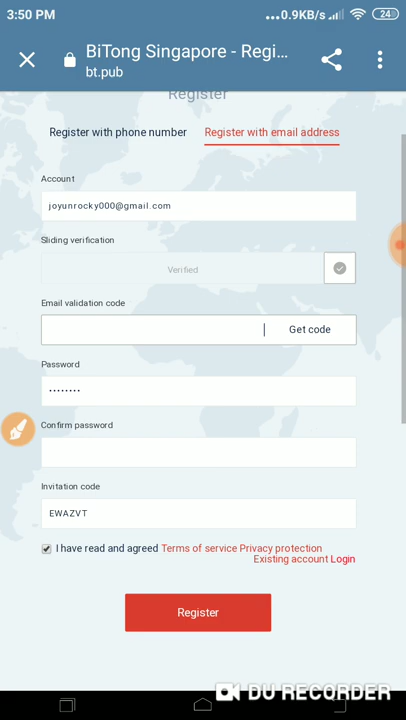 3:50 PM
...0.9KB/s
24
BiTong Singapore - Regi...
bt.pub
Register
Register with phone number
Register with email address
Account
joyunrocky000@gmail.com
Sliding verification
Verified
Email validation code
Get code
Password
Confirm password
Invitation code
EWAZVT
I have read and agreed Terms of service Privacy protection
Existing account Login
Register
DU RECORDER